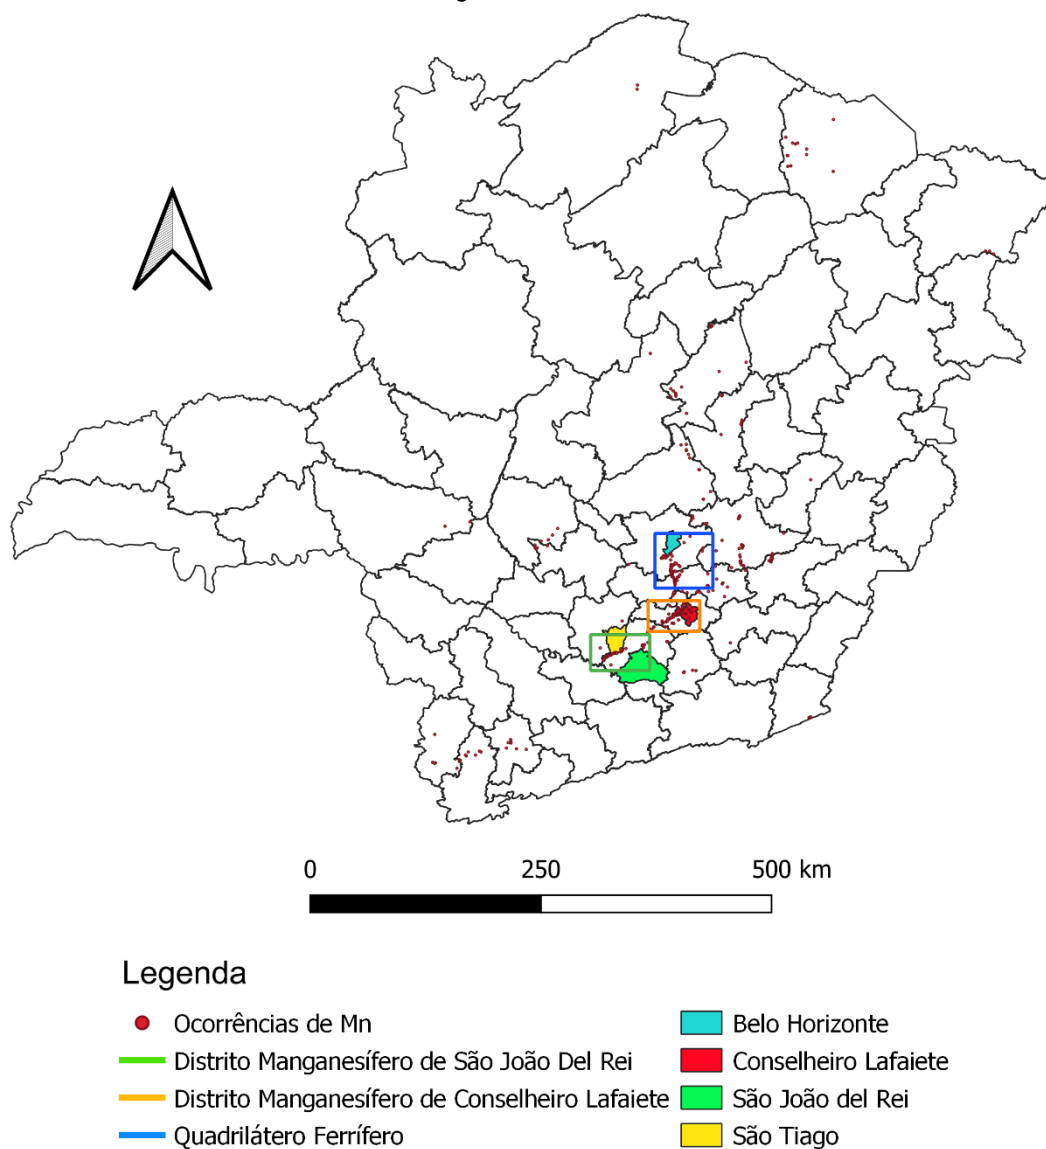 0 250 500 km
Legenda
Ocorrências de Mn
Distrito Manganesífero de São João Del Rei
Distrito Manganesífero de Conselheiro Lafaiete
Quadrilátero Ferrífero
Belo Horizonte
Conselheiro Lafaiete
São João del Rei
São Tiago